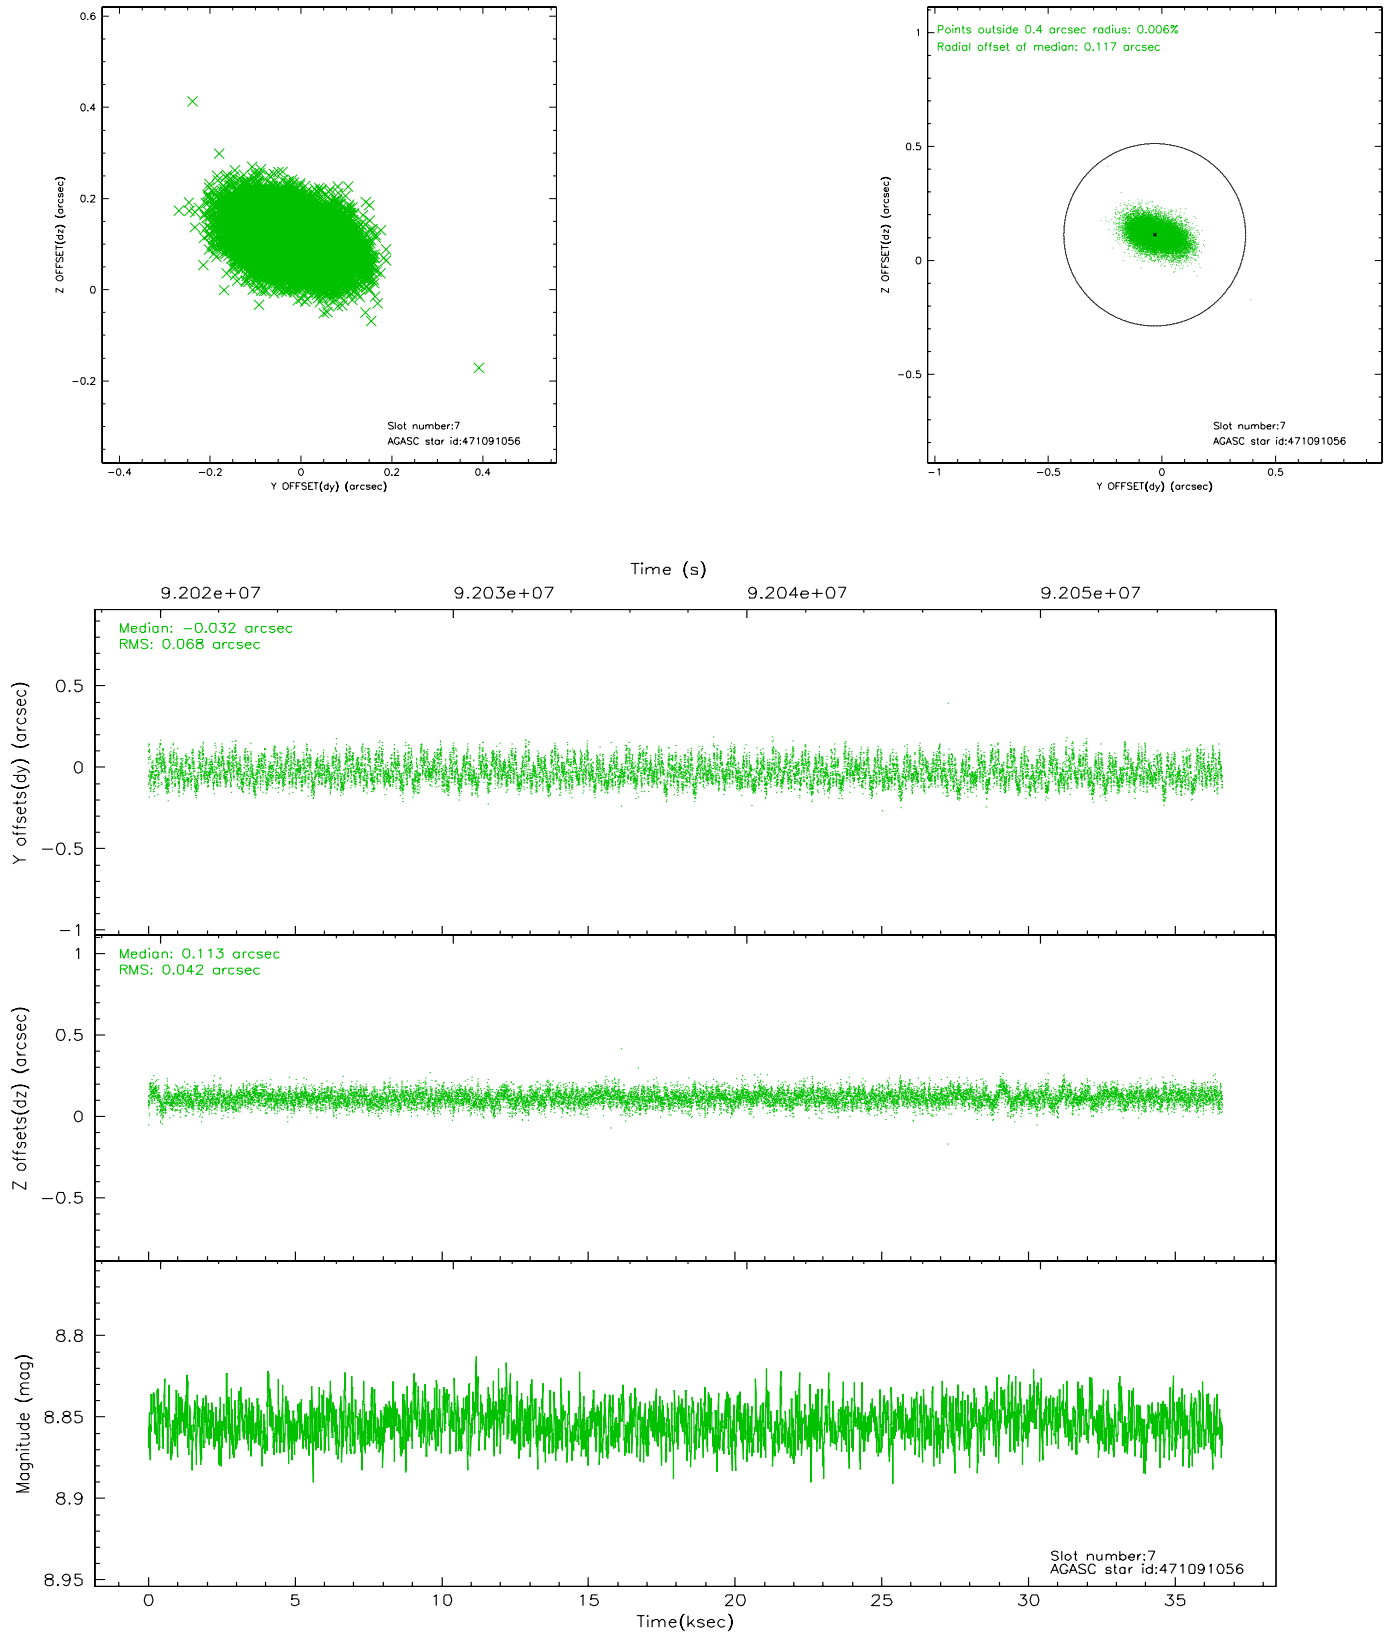 0.6
0.4
0.2
0
−0.2
−0.4
−0.2
0
0.2
0.4
Z OFFSET(dz) (arcsec)
Y OFFSET(dy) (arcsec)
Slot number:7
AGASC star id:471091056
Points outside 0.4 arcsec radius: 0.006%
Radial offset of median: 0.117 arcsec
1
0.5
0
−0.5
−1
−0.5
0
0.5
Z OFFSET(dz) (arcsec)
Y OFFSET(dy) (arcsec)
Slot number:7
AGASC star id:471091056
Time (s)
9.202e+07
9.203e+07
9.204e+07
9.205e+07
Median: −0.032 arcsec
RMS: 0.068 arcsec
0.5
0
−0.5
−1
Y offsets(dy) (arcsec)
Median: 0.113 arcsec
RMS: 0.042 arcsec
1
0.5
0
−0.5
Z offsets(dz) (arcsec)
8.8
8.85
8.9
8.95
Magnitude (mag)
Slot number:7
AGASC star id:471091056
0
5
10
15
20
25
30
35
Time(ksec)